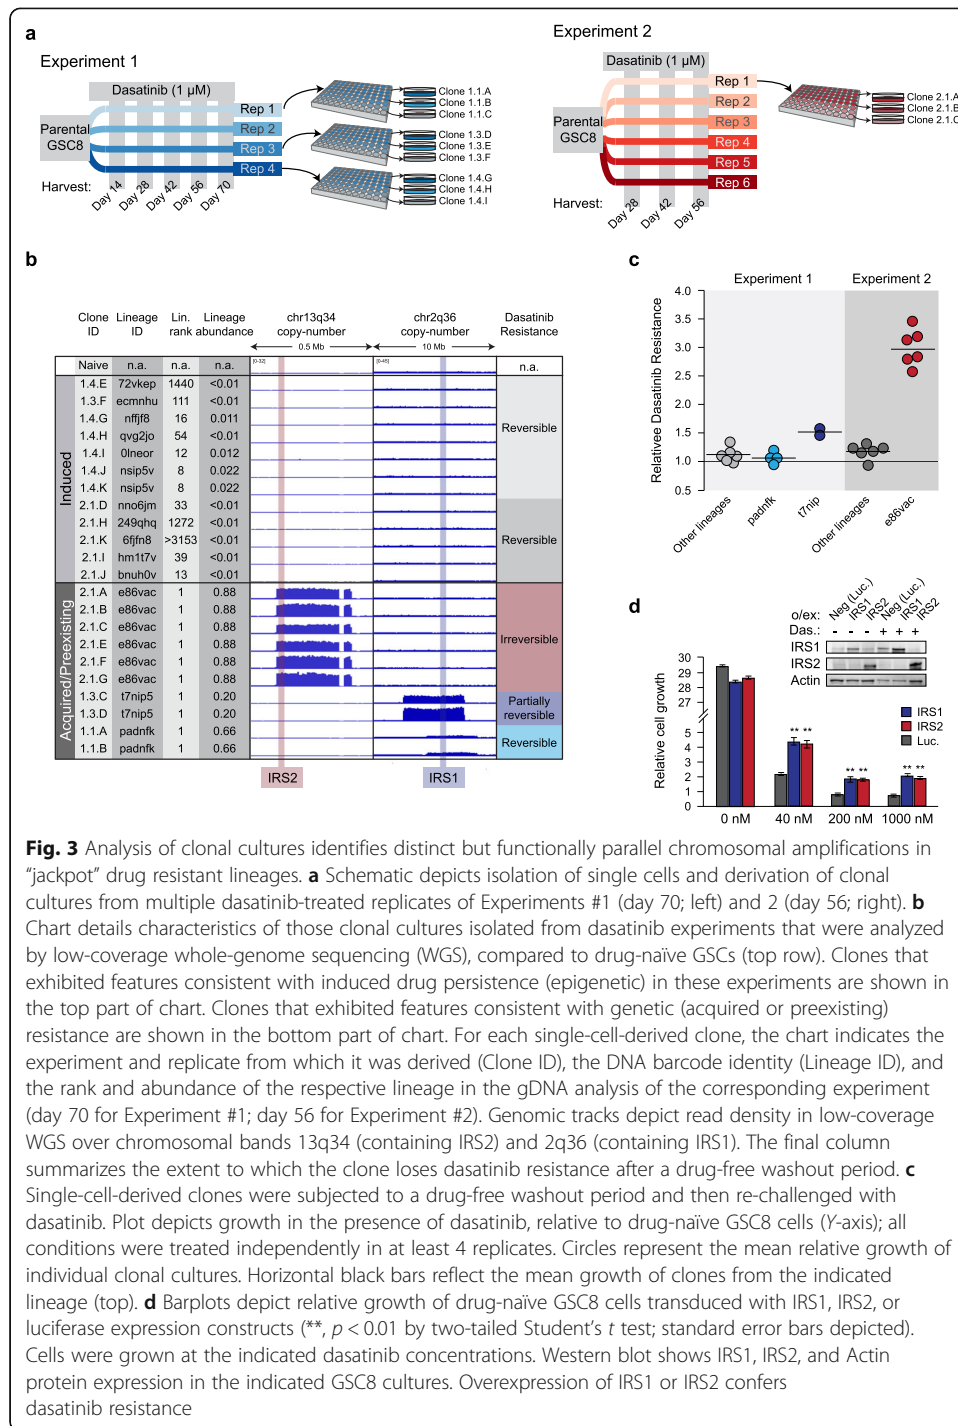 a
Experiment 1
Dasatinib (1 µM)
Parental
GSC8
Rep 1
Rep 2
Rep 3
Rep 4
Harvest:
Day 14
Day 28
Day 42
Day 56
Day 70
Clone 1.1.A
Clone 1.1.B
Clone 1.1.C
Clone 1.3.D
Clone 1.3.E
Clone 1.3.F
Clone 1.4.G
Clone 1.4.H
Clone 1.4.I
Experiment 2
Dasatinib (1 µM)
Parental
GSC8
Rep 1
Rep 2
Rep 3
Rep 4
Rep 5
Rep 6
Harvest:
Day 28
Day 42
Day 56
Clone 2.1.A
Clone 2.1.B
Clone 2.1.C
b
Clone ID Lineage ID Lin. rank Lineage abundance chr13q34 copy-number chr2q36 copy-number Dasatinib Resistance
0.5 Mb 10 Mb
[0-32] [0-45]
Naive n.a. n.a. n.a. n.a.
Induced
1.4.E 72vkep 1440 <0.01
1.3.F ecmnhu 111 <0.01
1.4.G nffjf8 16 0.011
1.4.H qvg2jo 54 <0.01
1.4.I 0lneor 12 0.012
1.4.J nsip5v 8 0.022
1.4.K nsip5v 8 0.022
Reversible
2.1.D nno6jm 33 <0.01
2.1.H 249qhq 1272 <0.01
2.1.K 6fjfn8 >3153 <0.01
2.1.I hm1t7v 39 <0.01
2.1.J bnuh0v 13 <0.01
Reversible
Acquired/Preexisting
2.1.A e86vac 1 0.88
2.1.B e86vac 1 0.88
2.1.C e86vac 1 0.88
2.1.E e86vac 1 0.88
2.1.F e86vac 1 0.88
2.1.G e86vac 1 0.88
Irreversible
1.3.C t7nip5 1 0.20
1.3.D t7nip5 1 0.20
Partially
reversible
1.1.A padnfk 1 0.66
1.1.B padnfk 1 0.66
Reversible
IRS2
IRS1
c
Experiment 1
Experiment 2
Relativee Dasatinib Resistance
4.0
3.5
3.0
2.5
2.0
1.5
1.0
0.5
Other lineages
padnfk
t7nip
Other lineages
e86vac
d
o/ex:
Neg (Luc.)
IRS1
IRS2
Neg (Luc.)
IRS1
IRS2
Das.: - - - + + +
IRS1
IRS2
Actin
Relative cell growth
30
29
28
27
6
5
4
3
2
1
0
** **
** **
** **
IRS1
IRS2
Luc.
0 nM 40 nM 200 nM 1000 nM
Fig. 3 Analysis of clonal cultures identifies distinct but functionally parallel chromosomal amplifications in
“jackpot” drug resistant lineages. a Schematic depicts isolation of single cells and derivation of clonal
cultures from multiple dasatinib-treated replicates of Experiments #1 (day 70; left) and 2 (day 56; right). b
Chart details characteristics of those clonal cultures isolated from dasatinib experiments that were analyzed
by low-coverage whole-genome sequencing (WGS), compared to drug-naïve GSCs (top row). Clones that
exhibited features consistent with induced drug persistence (epigenetic) in these experiments are shown in
the top part of chart. Clones that exhibited features consistent with genetic (acquired or preexisting)
resistance are shown in the bottom part of chart. For each single-cell-derived clone, the chart indicates the
experiment and replicate from which it was derived (Clone ID), the DNA barcode identity (Lineage ID), and
the rank and abundance of the respective lineage in the gDNA analysis of the corresponding experiment
(day 70 for Experiment #1; day 56 for Experiment #2). Genomic tracks depict read density in low-coverage
WGS over chromosomal bands 13q34 (containing IRS2) and 2q36 (containing IRS1). The final column
summarizes the extent to which the clone loses dasatinib resistance after a drug-free washout period. c
Single-cell-derived clones were subjected to a drug-free washout period and then re-challenged with
dasatinib. Plot depicts growth in the presence of dasatinib, relative to drug-naïve GSC8 cells (Y-axis); all
conditions were treated independently in at least 4 replicates. Circles represent the mean relative growth of
individual clonal cultures. Horizontal black bars reflect the mean growth of clones from the indicated
lineage (top). d Barplots depict relative growth of drug-naïve GSC8 cells transduced with IRS1, IRS2, or
luciferase expression constructs (**, p < 0.01 by two-tailed Student’s t test; standard error bars depicted).
Cells were grown at the indicated dasatinib concentrations. Western blot shows IRS1, IRS2, and Actin
protein expression in the indicated GSC8 cultures. Overexpression of IRS1 or IRS2 confers
dasatinib resistance